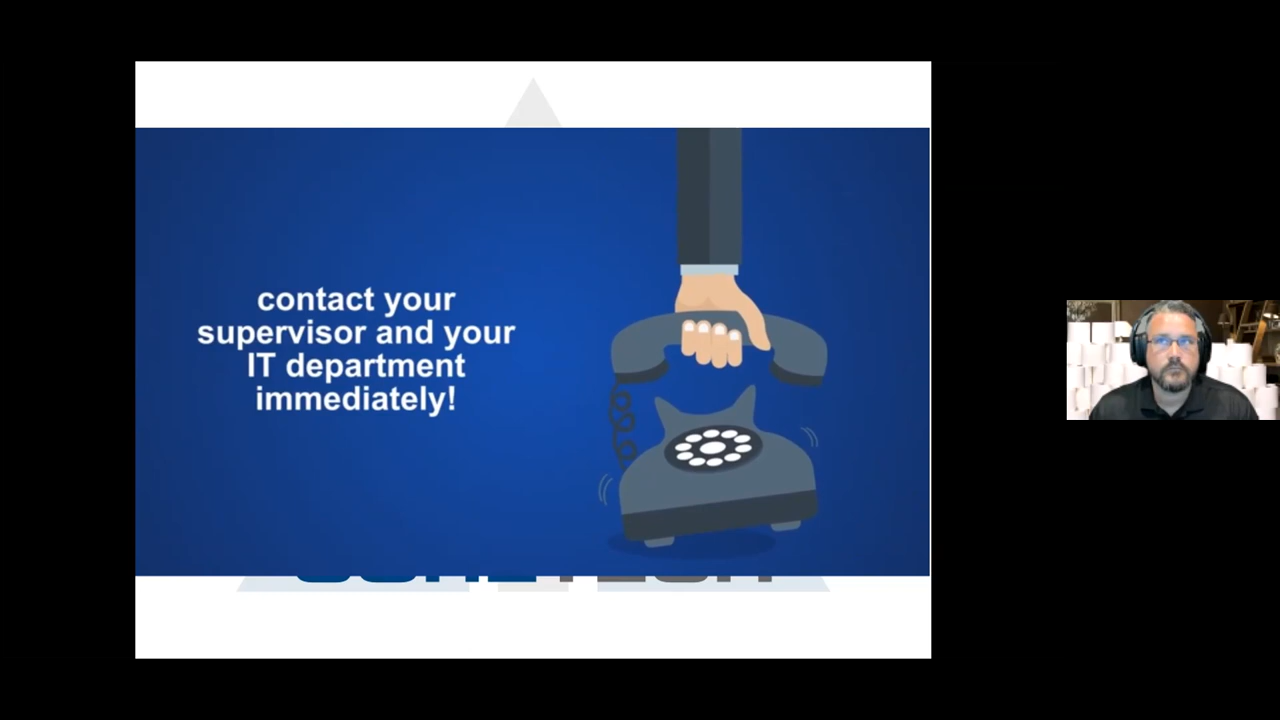 contact your
supervisor and your
IT department
immediately!